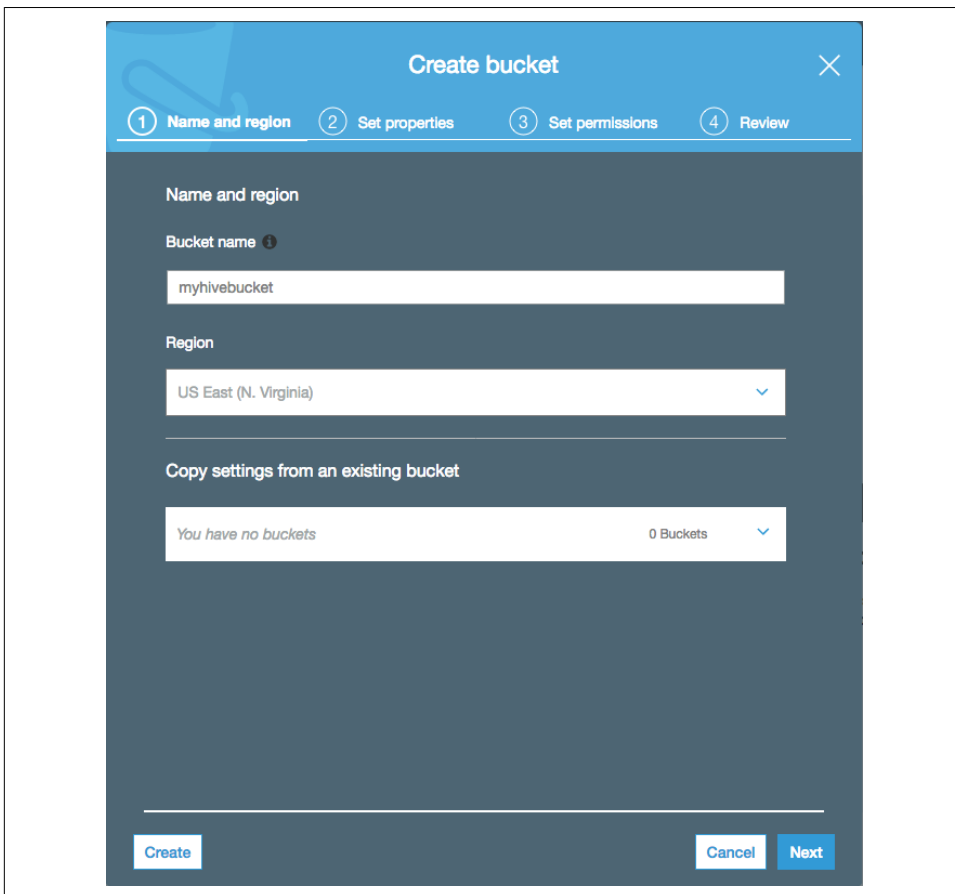 Create bucket
1 Name and region 2 Set properties 3 Set permissions 4 Review
Name and region
Bucket name
myhivebucket
Region
US East (N. Virginia)
Copy settings from an existing bucket
You have no buckets 0 Buckets
Create Cancel Next